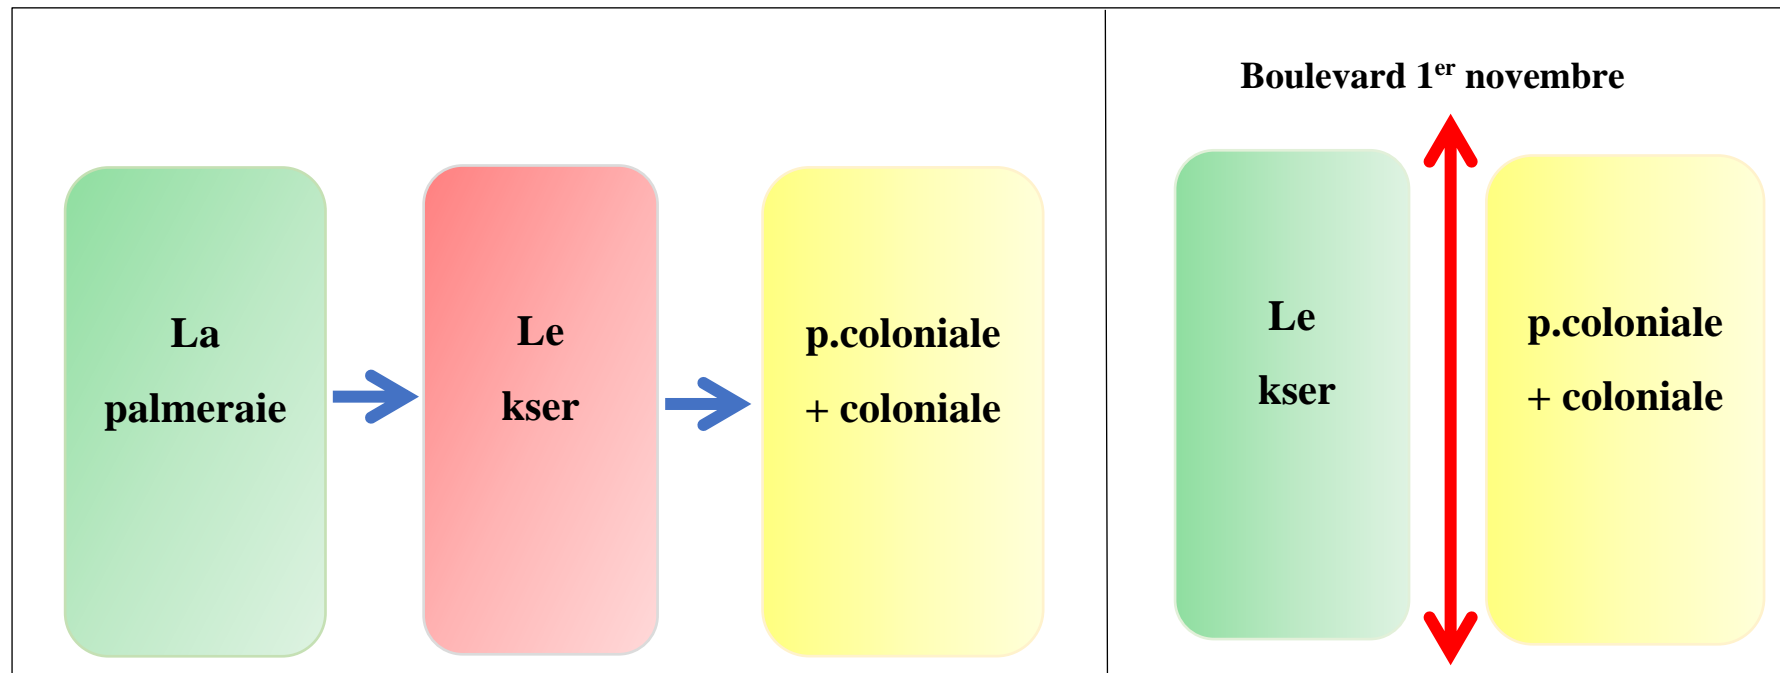 Boulevard 1er novembre
La
palmeraie
Le
kser
p.coloniale
+ coloniale
Le
kser
p.coloniale
+ coloniale